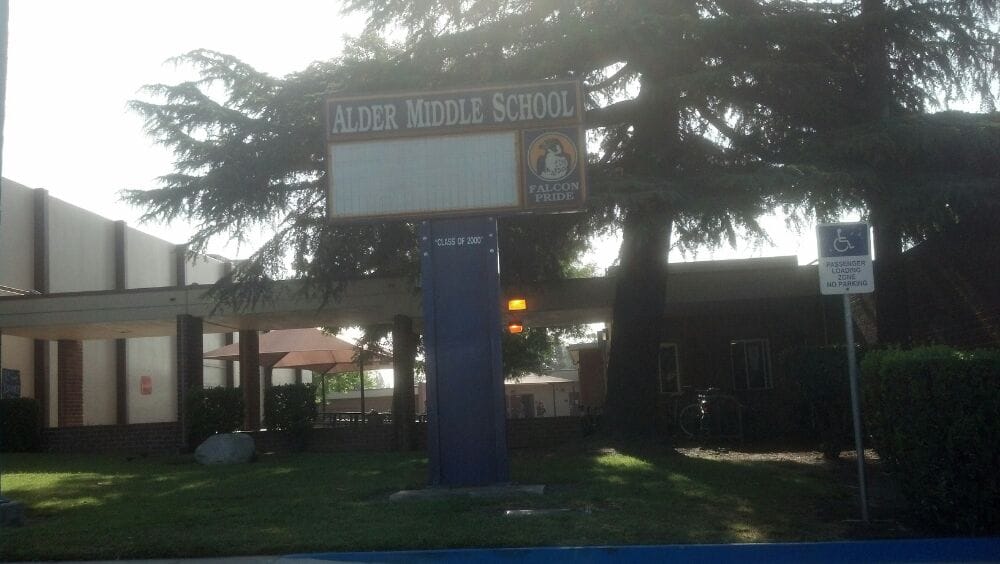 ALDER MIDDLE SCHOOL
FALCON
PRIDE
"CLASS OF 2000"
PASSENGER
LOADING
ZONE
NO PARKING